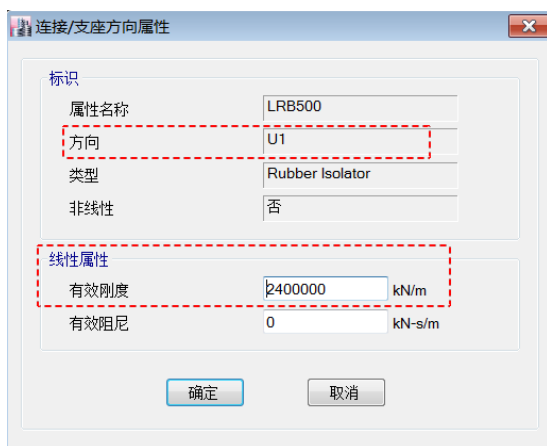 连接/支座方向属性
标识
属性名称 LRB500
方向 U1
类型 Rubber Isolator
非线性 否
线性属性
有效刚度 2400000 kN/m
有效阻尼 0 kN-s/m
确定 取消